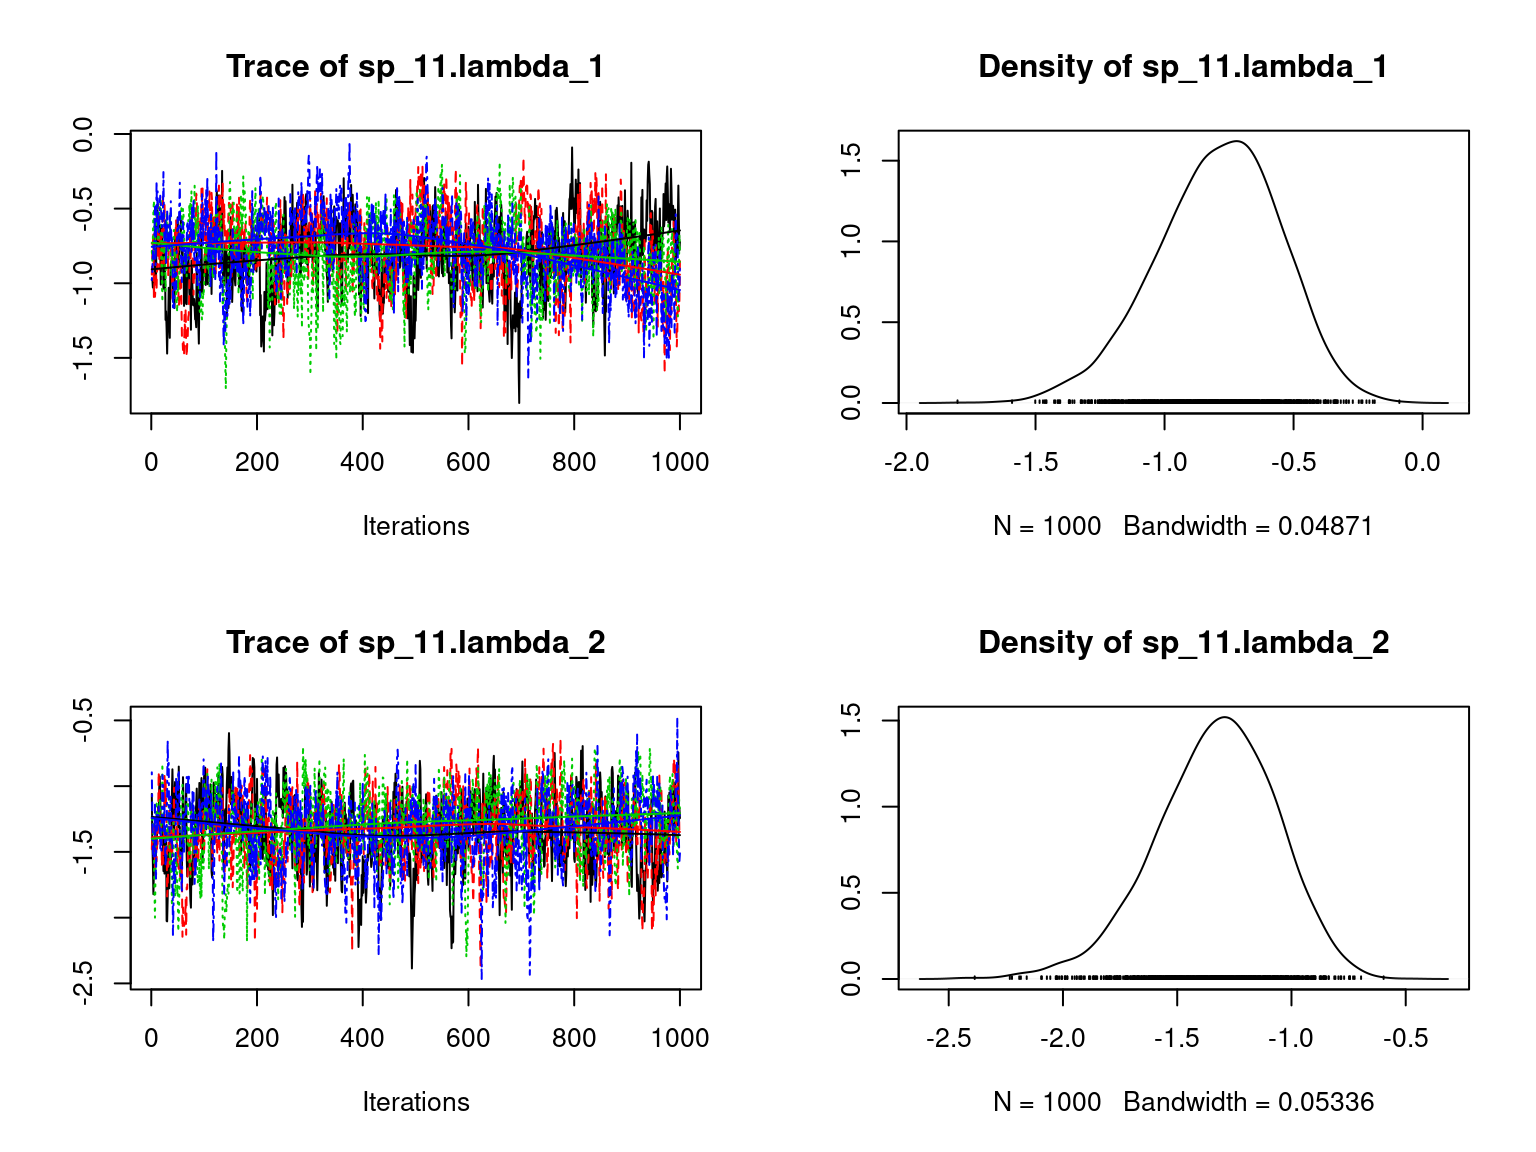 Trace of sp_11.lambda_1
0.0
-0.5
-1.0
-1.5
0 200 400 600 800 1000
Iterations
Density of sp_11.lambda_1
1.5
1.0
0.5
0.0
-2.0 -1.5 -1.0 -0.5 0.0
N = 1000 Bandwidth = 0.04871
Trace of sp_11.lambda_2
-0.5
-1.5
-2.5
0 200 400 600 800 1000
Iterations
Density of sp_11.lambda_2
1.5
1.0
0.5
0.0
-2.5 -2.0 -1.5 -1.0 -0.5
N = 1000 Bandwidth = 0.05336